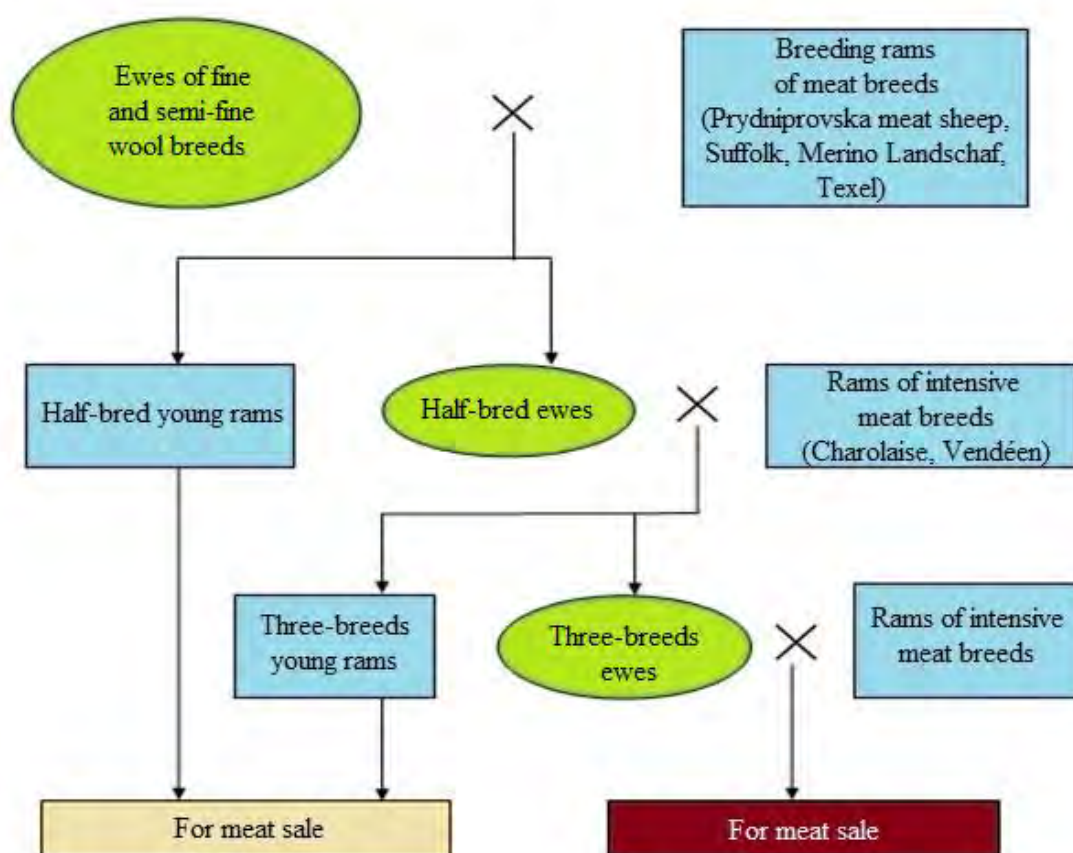 Ewes of fine
and semi-fine
wool breeds
Breeding rams
of meat breeds
(Prydniprovska meat sheep,
Suffolk, Merino Landschaf,
Texel)
Half-bred young rams
Half-bred ewes
Rams of intensive
meat breeds
(Charolaise, Vendéen)
Three-breeds
young rams
Three-breeds
ewes
Rams of intensive
meat breeds
For meat sale
For meat sale